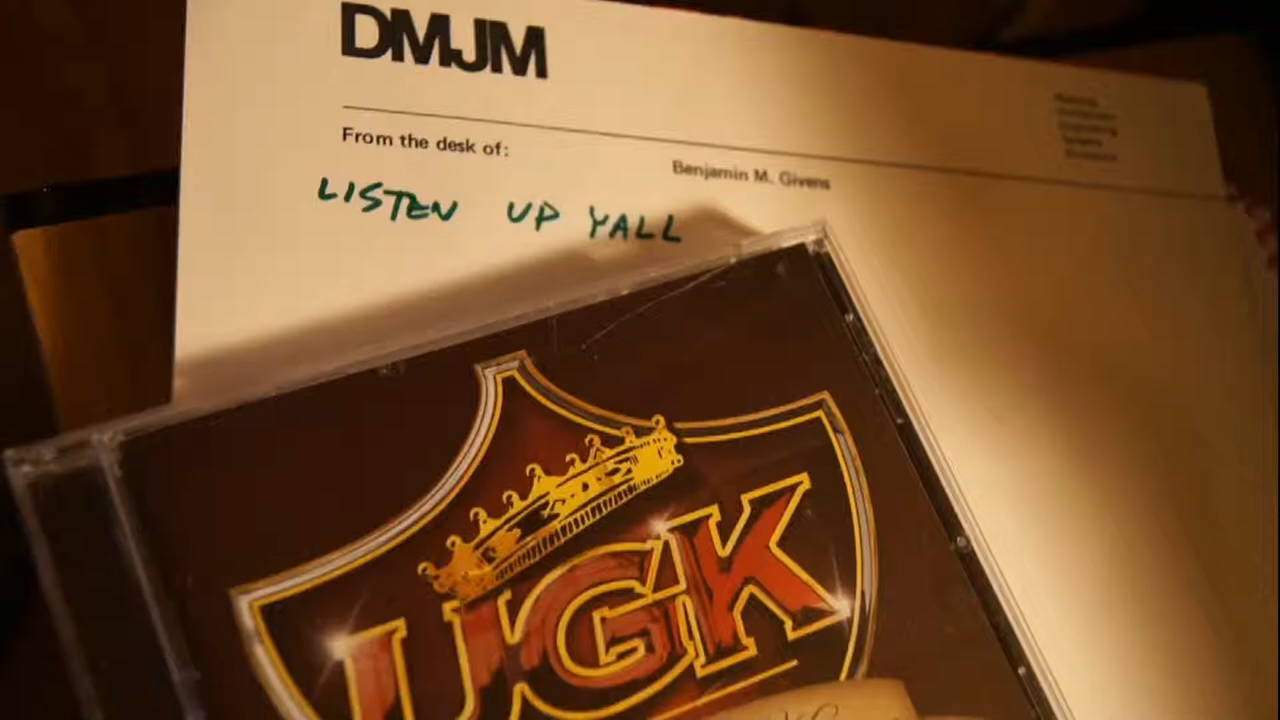 DMJM
From the desk of:
Benjamin M. Givens
LISTEN UP YALL
UGK